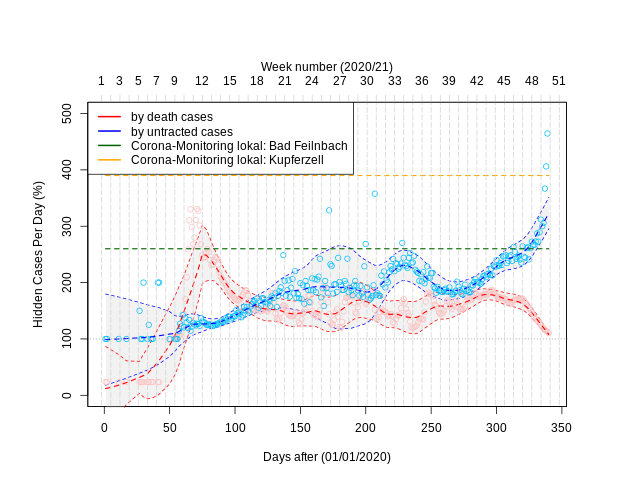 Week number (2020/21)
1 3 5 7 9 12 15 18 21 24 27 30 33 36 39 42 45 48 51
by death cases
by untracted cases
Corona-Monitoring lokal: Bad Feilnbach
Corona-Monitoring lokal: Kupferzell
Hidden Cases Per Day (%)
500
400
300
200
100
0
0 50 100 150 200 250 300 350
Days after (01/01/2020)